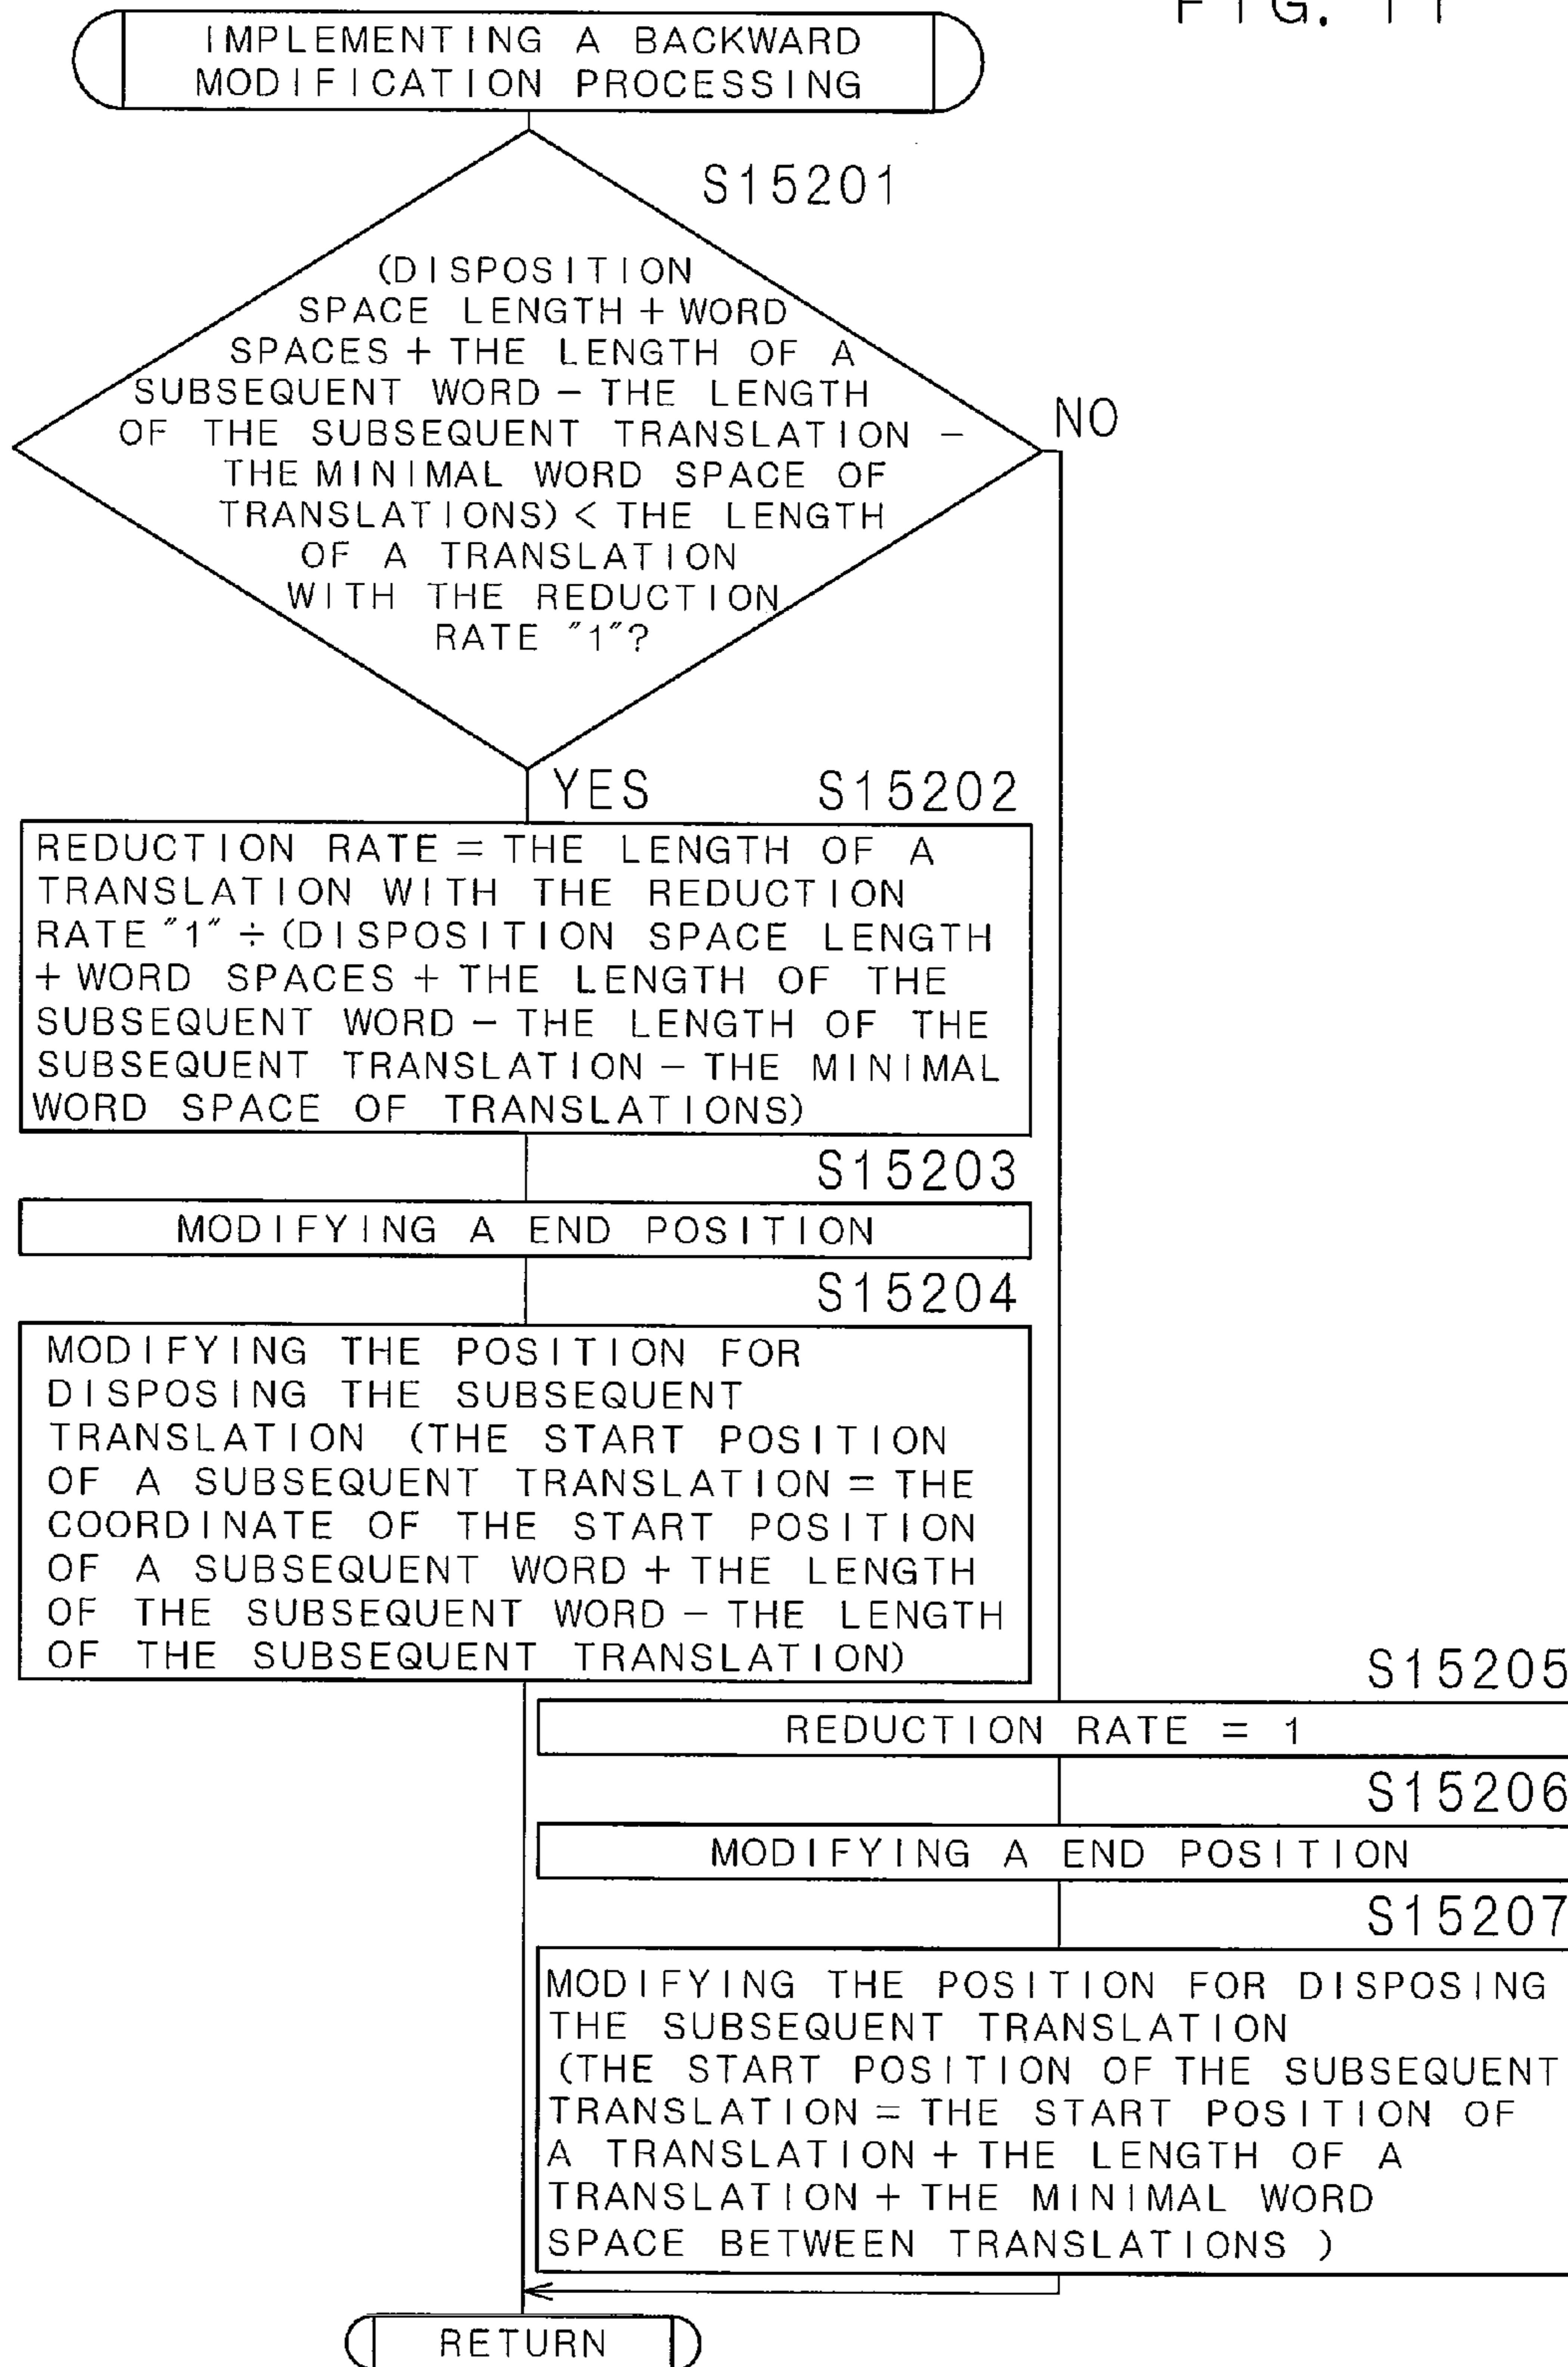 FIG. 11
IMPLEMENTING A BACKWARD
MODIFICATION PROCESSING
S15201
(DISPOSITION
SPACE LENGTH + WORD
SPACES + THE LENGTH OF A
SUBSEQUENT WORD − THE LENGTH
OF THE SUBSEQUENT TRANSLATION −
THE MINIMAL WORD SPACE OF
TRANSLATIONS) < THE LENGTH
OF A TRANSLATION
WITH THE REDUCTION
RATE "1"?
NO
YES
S15202
REDUCTION RATE = THE LENGTH OF A
TRANSLATION WITH THE REDUCTION
RATE "1" ÷ (DISPOSITION SPACE LENGTH
+ WORD SPACES + THE LENGTH OF THE
SUBSEQUENT WORD − THE LENGTH OF THE
SUBSEQUENT TRANSLATION − THE MINIMAL
WORD SPACE OF TRANSLATIONS)
S15203
MODIFYING A END POSITION
S15204
MODIFYING THE POSITION FOR
DISPOSING THE SUBSEQUENT
TRANSLATION (THE START POSITION
OF A SUBSEQUENT TRANSLATION = THE
COORDINATE OF THE START POSITION
OF A SUBSEQUENT WORD + THE LENGTH
OF THE SUBSEQUENT WORD − THE LENGTH
OF THE SUBSEQUENT TRANSLATION)
S15205
REDUCTION RATE = 1
S15206
MODIFYING A END POSITION
S15207
MODIFYING THE POSITION FOR DISPOSING
THE SUBSEQUENT TRANSLATION
(THE START POSITION OF THE SUBSEQUENT
TRANSLATION = THE START POSITION OF
A TRANSLATION + THE LENGTH OF A
TRANSLATION + THE MINIMAL WORD
SPACE BETWEEN TRANSLATIONS )
RETURN